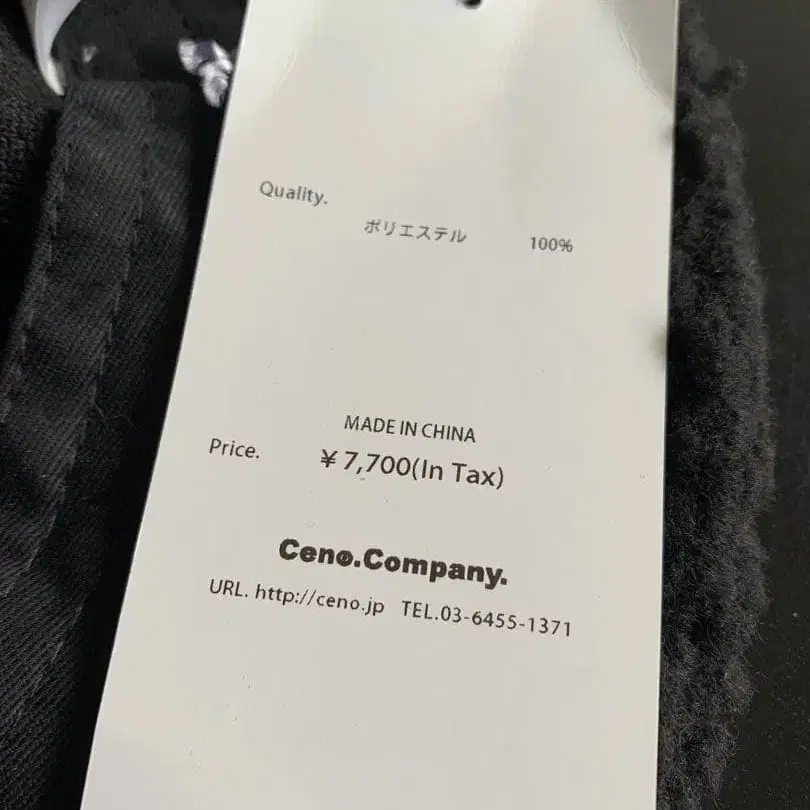 Quality.
ポリエステル 100%
MADE IN CHINA
Price. ¥7,700(In Tax)
Ceno.Company.
URL. http://ceno.jp TEL.03-6455-1371